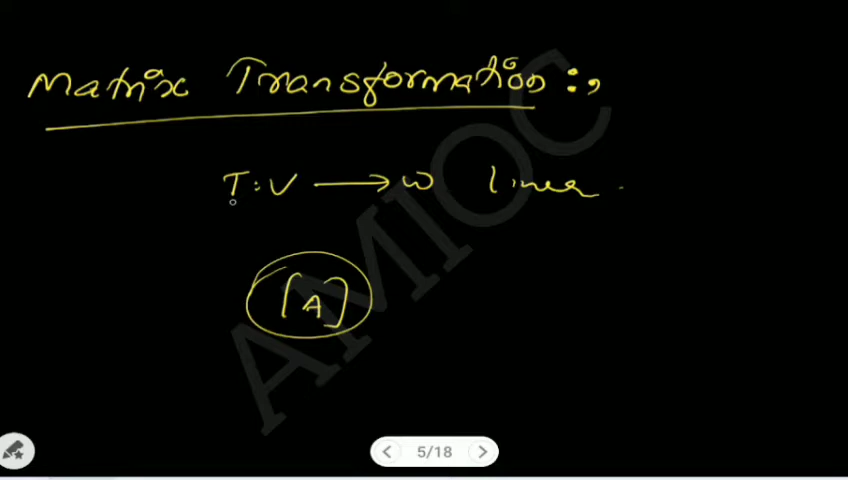 Matrix Transformation :,
T : V → W linear.
[A]
AMIOC
5/18